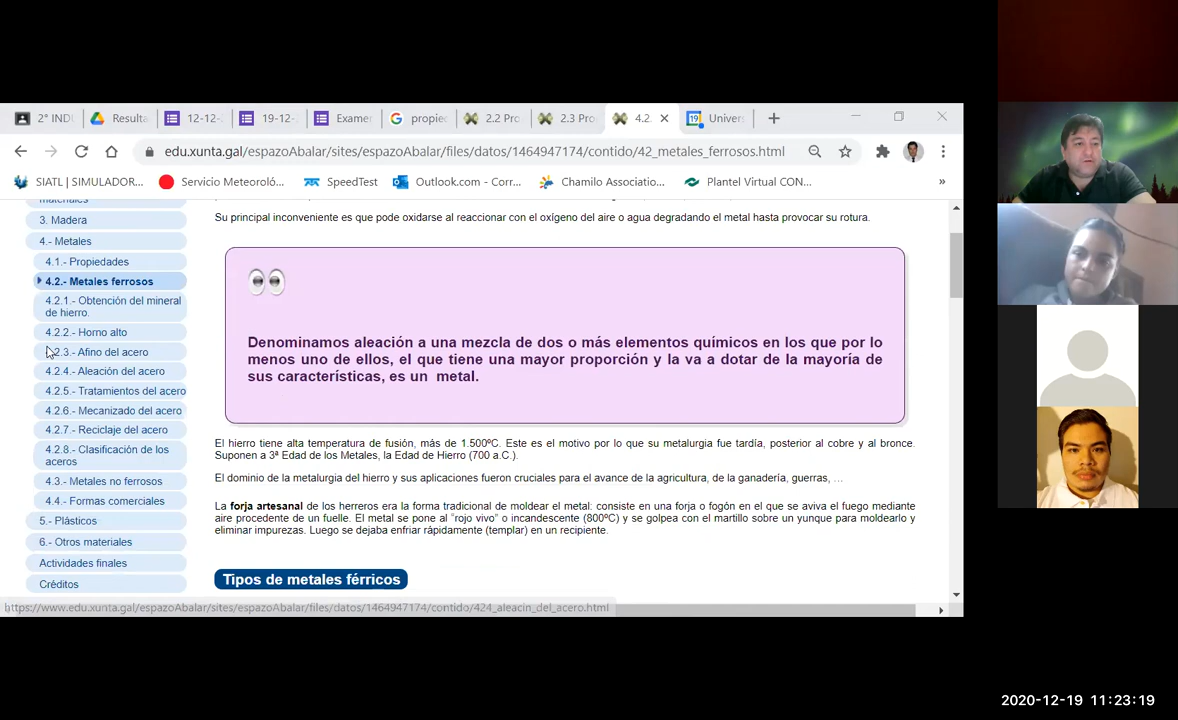 2° IND
Resulta
12-12-
19-12-
Exame
propie
2.2 Pro
2.3 Pro
4.2
19
Univers
edu.xunta.gal/espazoAbalar/sites/espazoAbalar/files/datos/1464947174/contido/42_metales_ferrosos.html
SIATL | SIMULADOR...
Servicio Meteoroló...
SpeedTest
Outlook.com - Corr...
Chamilo Associatio...
Plantel Virtual CON...
»
materiales
3. Madera
4.- Metales
4.1.- Propiedades
4.2.- Metales ferrosos
4.2.1.- Obtención del mineral
de hierro.
4.2.2.- Horno alto
4.2.3.- Afino del acero
4.2.4.- Aleación del acero
4.2.5.- Tratamientos del acero
4.2.6.- Mecanizado del acero
4.2.7.- Reciclaje del acero
4.2.8.- Clasificación de los
aceros
4.3.- Metales no ferrosos
4.4.- Formas comerciales
5.- Plásticos
6.- Otros materiales
Actividades finales
Créditos
Su principal inconveniente es que pode oxidarse al reaccionar con el oxígeno del aire o agua degradando el metal hasta provocar su rotura.
Denominamos aleación a una mezcla de dos o más elementos químicos en los que por lo
menos uno de ellos, el que tiene una mayor proporción y la va a dotar de la mayoría de
sus características, es un metal.
El hierro tiene alta temperatura de fusión, más de 1.500ºC. Este es el motivo por lo que su metalurgia fue tardía, posterior al cobre y al bronce.
Suponen a 3ª Edad de los Metales, la Edad de Hierro (700 a.C.).
El dominio de la metalurgia del hierro y sus aplicaciones fueron cruciales para el avance de la agricultura, de la ganadería, guerras, ...
La forja artesanal de los herreros era la forma tradicional de moldear el metal: consiste en una forja o fogón en el que se aviva el fuego mediante
aire procedente de un fuelle. El metal se pone al “rojo vivo” o incandescente (800ºC) y se golpea con el martillo sobre un yunque para moldearlo y
eliminar impurezas. Luego se dejaba enfriar rápidamente (templar) en un recipiente.
Tipos de metales férricos
https://www.edu.xunta.gal/espazoAbalar/sites/espazoAbalar/files/datos/1464947174/contido/424_aleacin_del_acero.html
2020-12-19 11:23:19